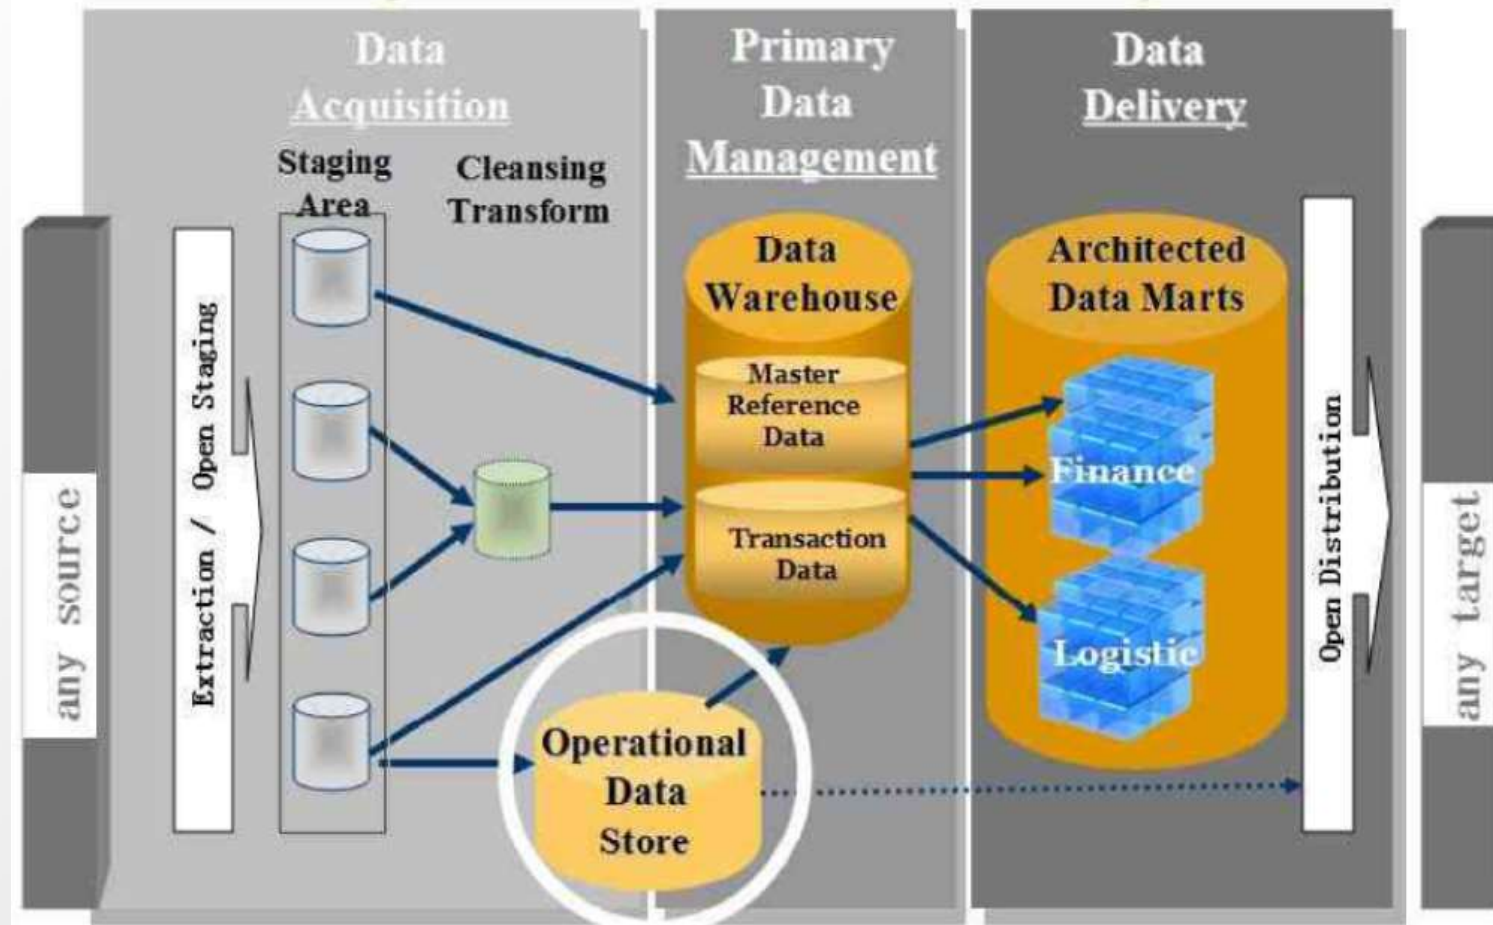 Data
Acquisition
Staging
Area
Cleansing
Transform
any source
Extraction / Open Staging
Primary
Data
Management
Data
Warehouse
Master
Reference
Data
Transaction
Data
Operational
Data
Store
Data
Delivery
Architected
Data Marts
Finance
Logistic
Open Distribution
any target